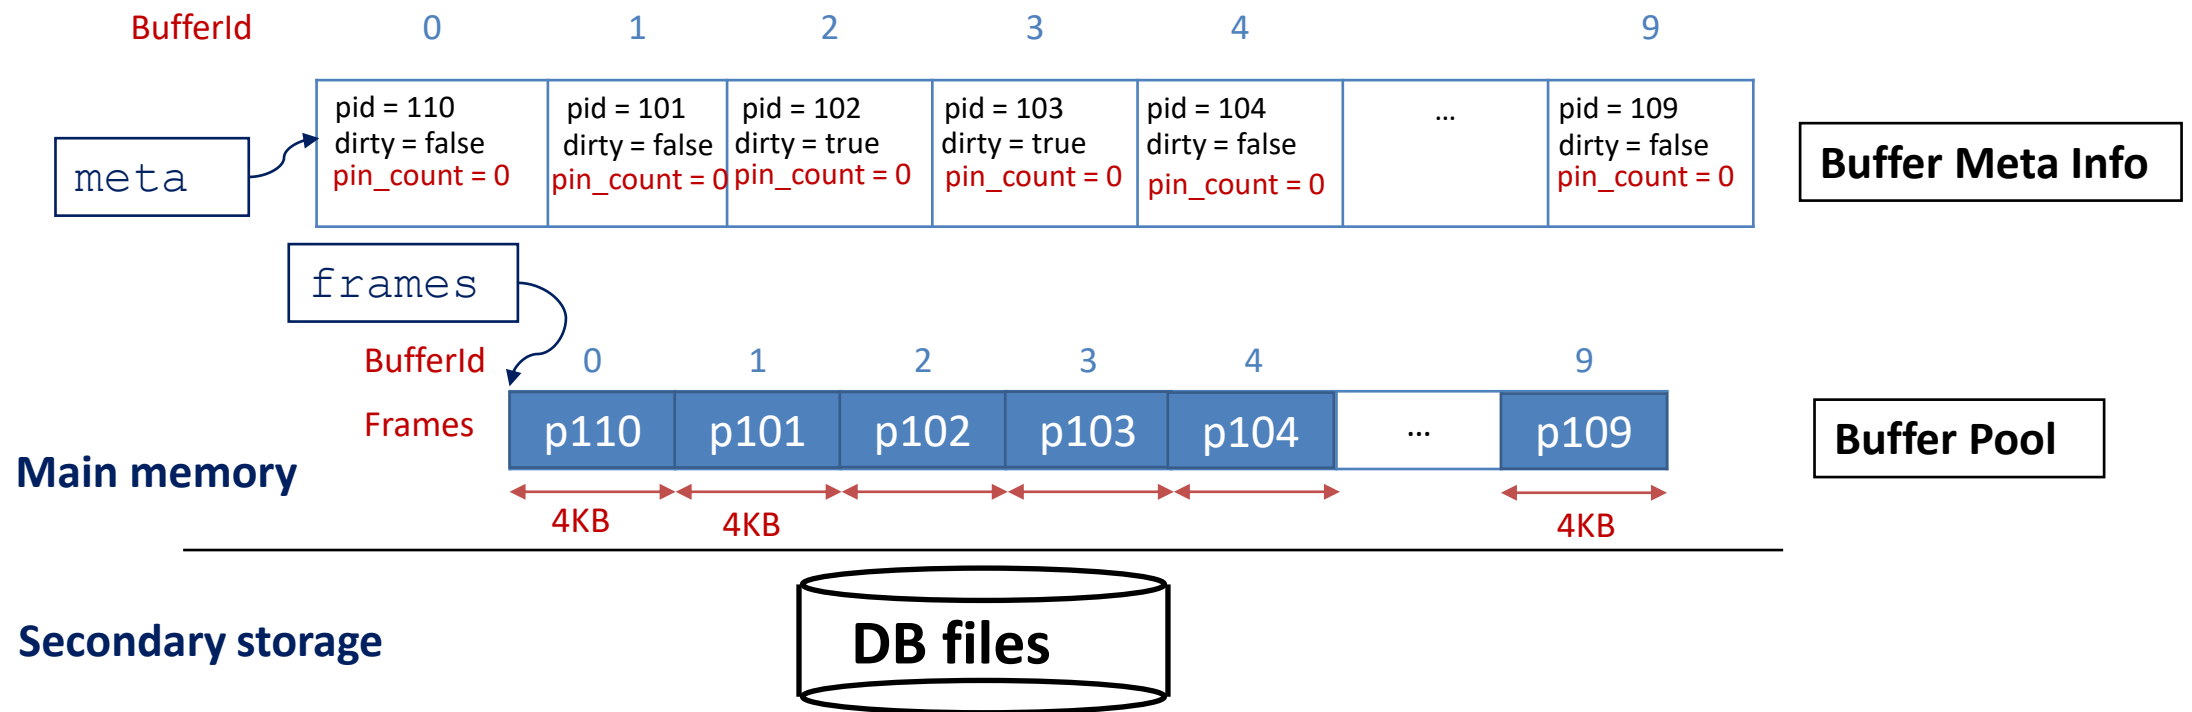 BufferId 0 1 2 3 4 9
pid = 110 pid = 101 pid = 102 pid = 103 pid = 104 ... pid = 109
dirty = false dirty = false dirty = true dirty = true dirty = false dirty = false
pin_count = 0 pin_count = 0 pin_count = 0 pin_count = 0 pin_count = 0 pin_count = 0
meta
Buffer Meta Info
frames
BufferId 0 1 2 3 4 9
Frames p110 p101 p102 p103 p104 ... p109
Buffer Pool
Main memory
4KB 4KB 4KB
DB files
Secondary storage